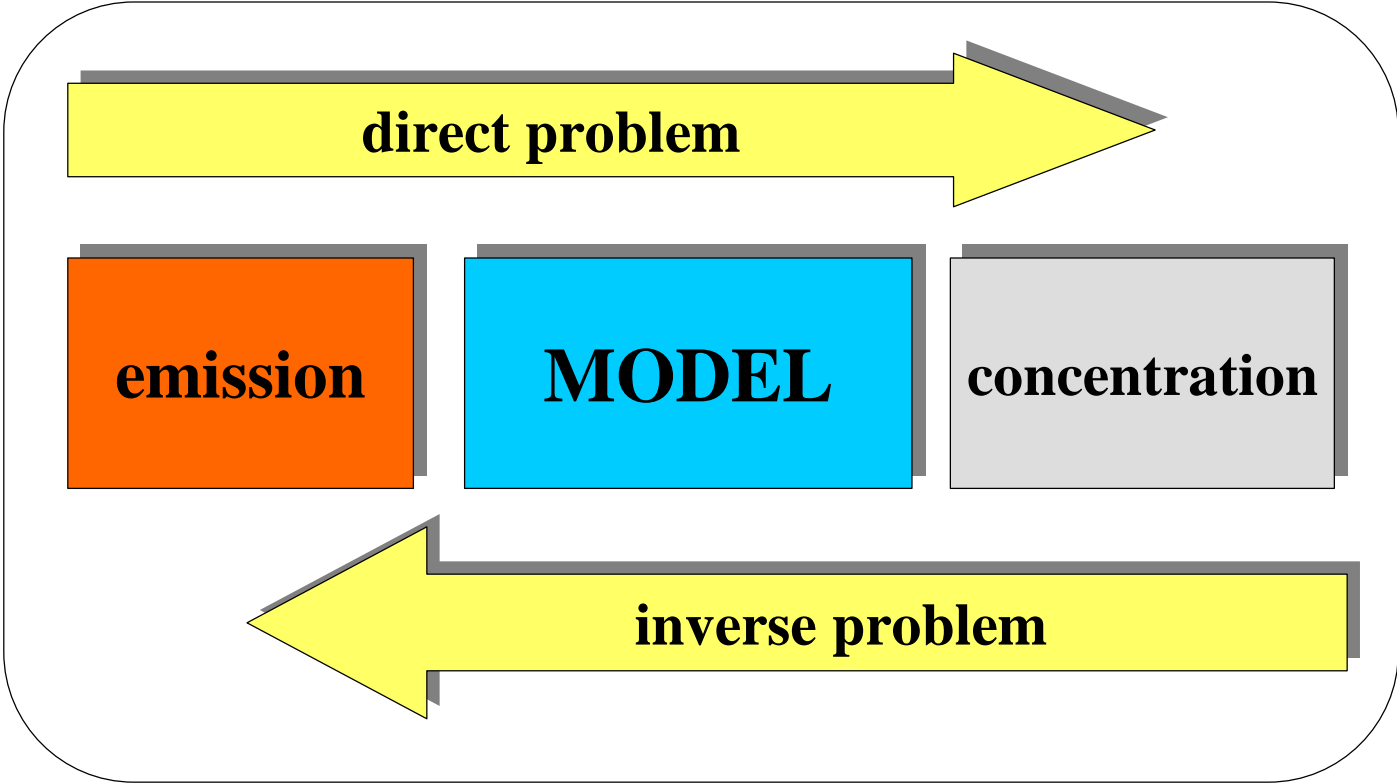 direct problem
emission
MODEL
concentration
inverse problem